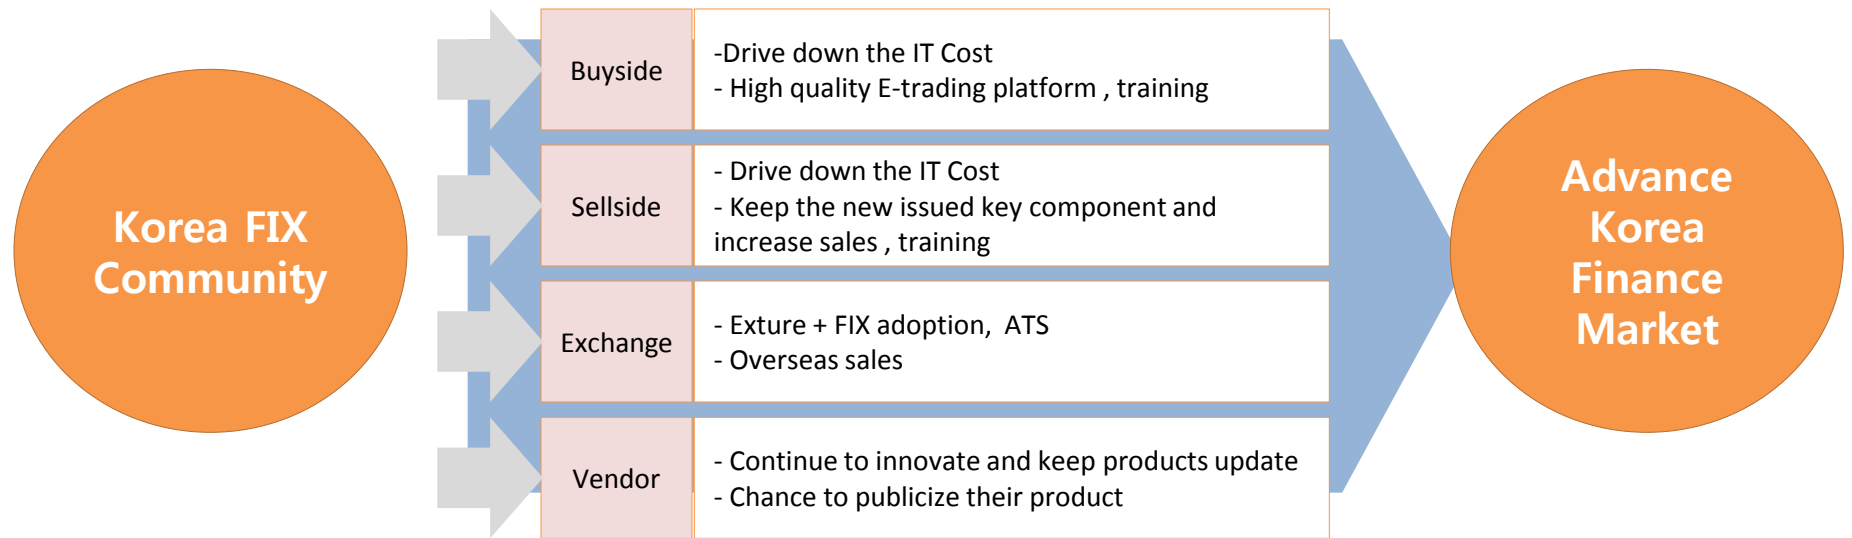 Korea FIX
Community
Buyside
-Drive down the IT Cost
- High quality E-trading platform , training
Sellside
- Drive down the IT Cost
- Keep the new issued key component and
increase sales , training
Exchange
- Exture + FIX adoption,  ATS
- Overseas sales
Vendor
- Continue to innovate and keep products update
- Chance to publicize their product
Advance
Korea
Finance
Market